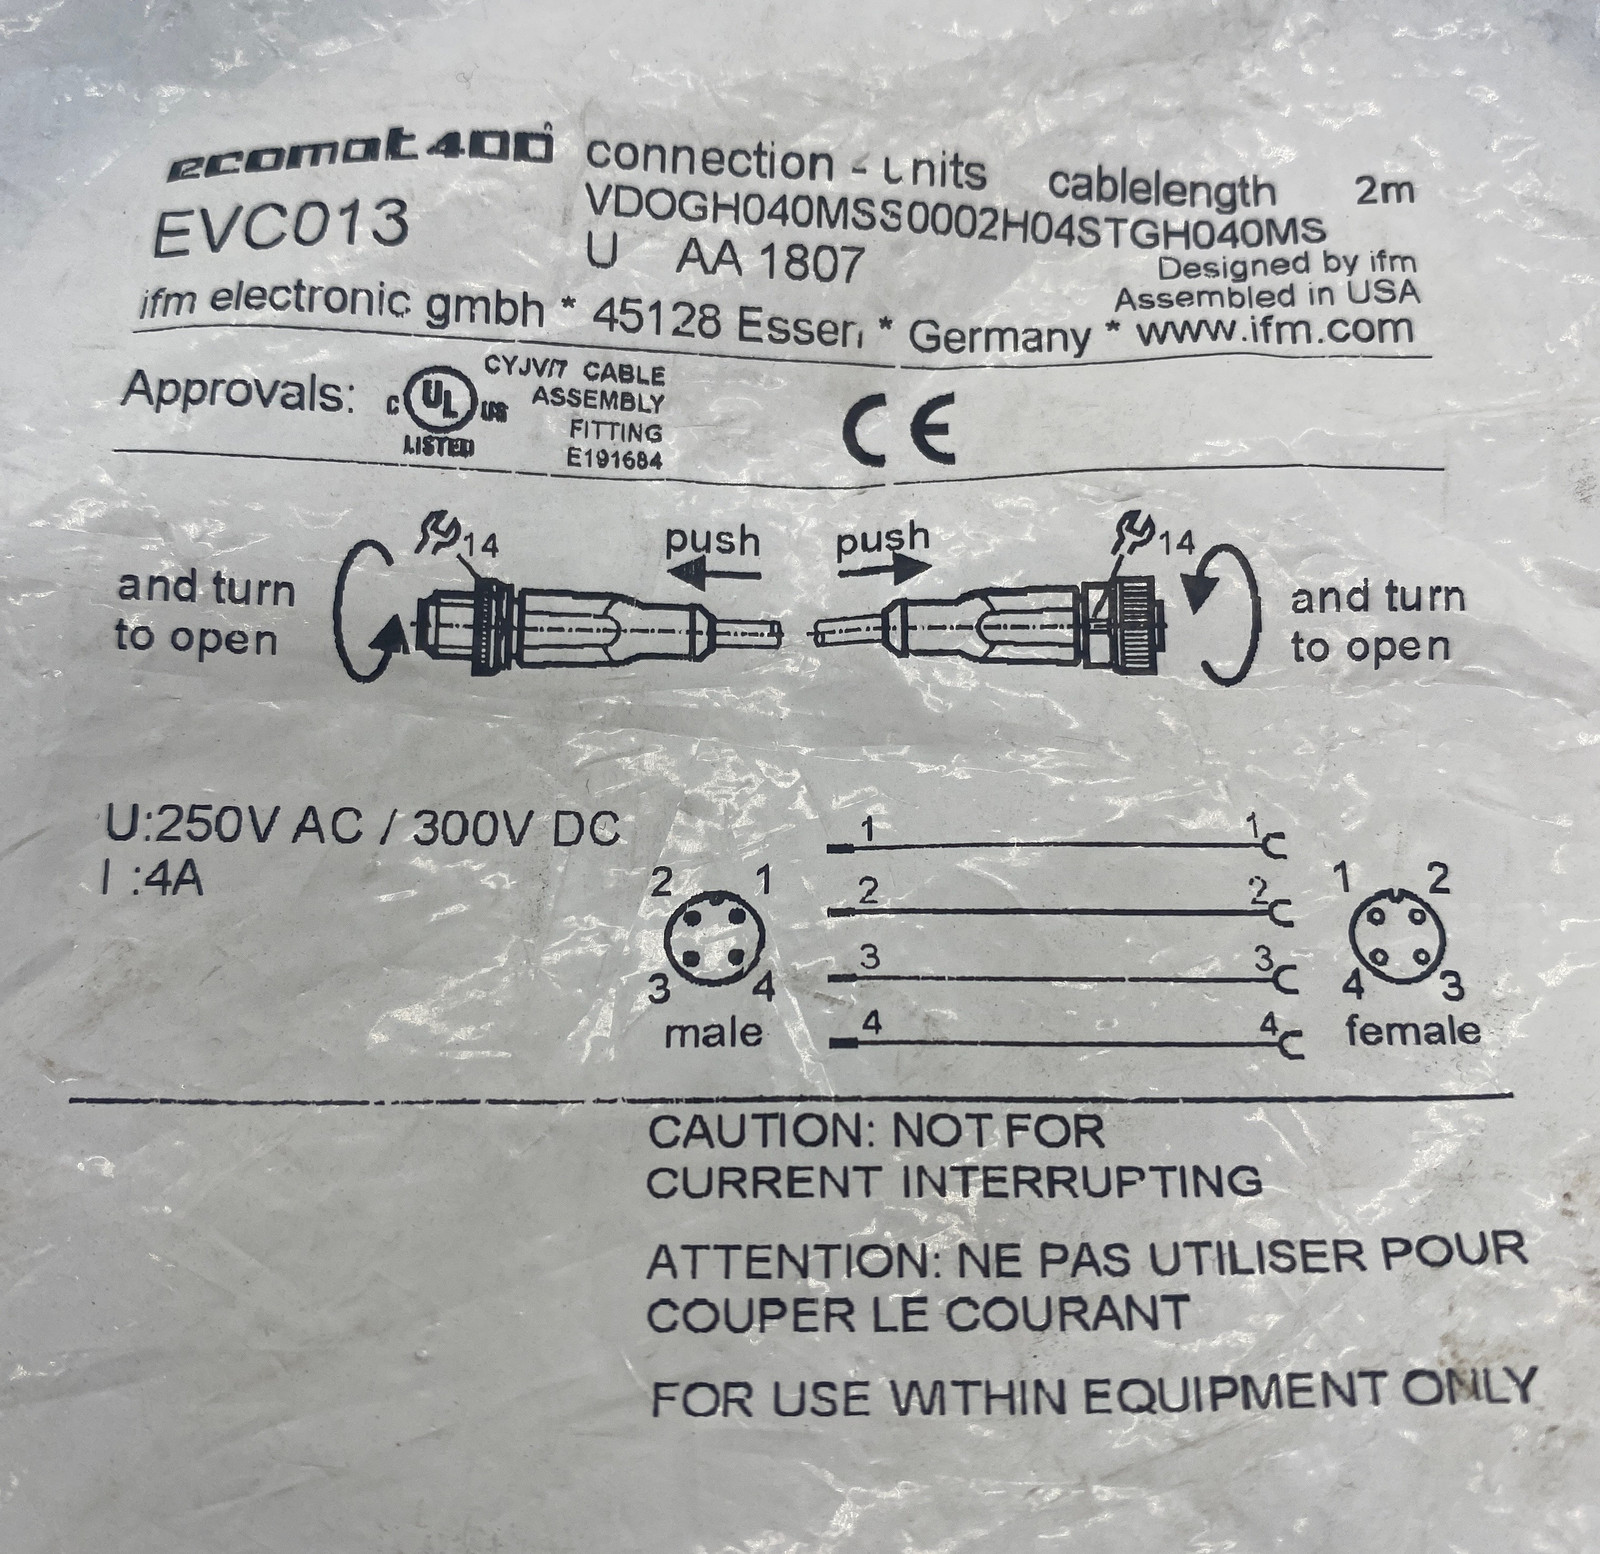 ecomat 400 connection - units cablelength 2m
EVC013 VDOGH040MSS0002H04STGH040MS
U AA 1807 Designed by ifm
Assembled in USA
ifm electronic gmbh * 45128 Essen * Germany * www.ifm.com
Approvals: C UL US LISTED CYJV/7 CABLE
ASSEMBLY
FITTING
E191684
CE
14 push push 14
and turn and turn
to open to open
U:250V AC / 300V DC
I :4A
1 1
2 2
3 3
4 4
2 1
3 4
male
1 2
4 3
female
CAUTION: NOT FOR
CURRENT INTERRUPTING
ATTENTION: NE PAS UTILISER POUR
COUPER LE COURANT
FOR USE WITHIN EQUIPMENT ONLY